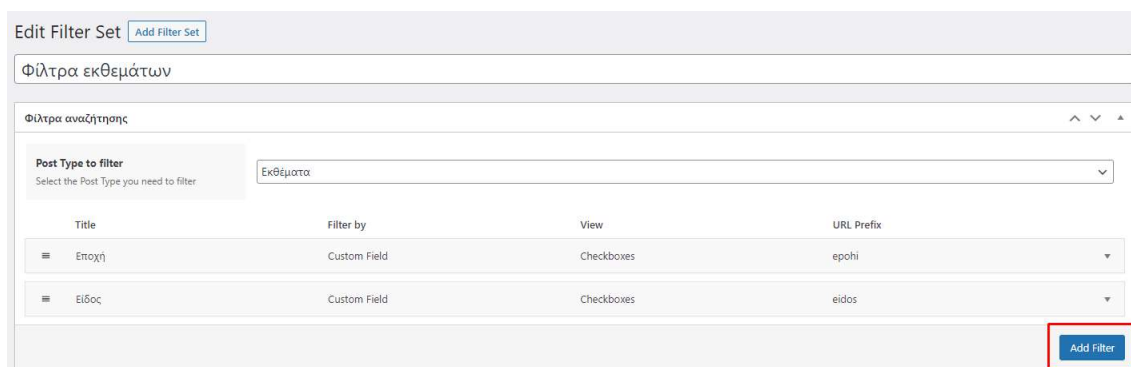 Edit Filter Set Add Filter Set
Φίλτρα εκθεμάτων
Φίλτρα αναζήτησης
Post Type to filter
Select the Post Type you need to filter
Εκθέματα
Title Filter by View URL Prefix
Εποχή Custom Field Checkboxes epohi
Είδος Custom Field Checkboxes eidos
Add Filter